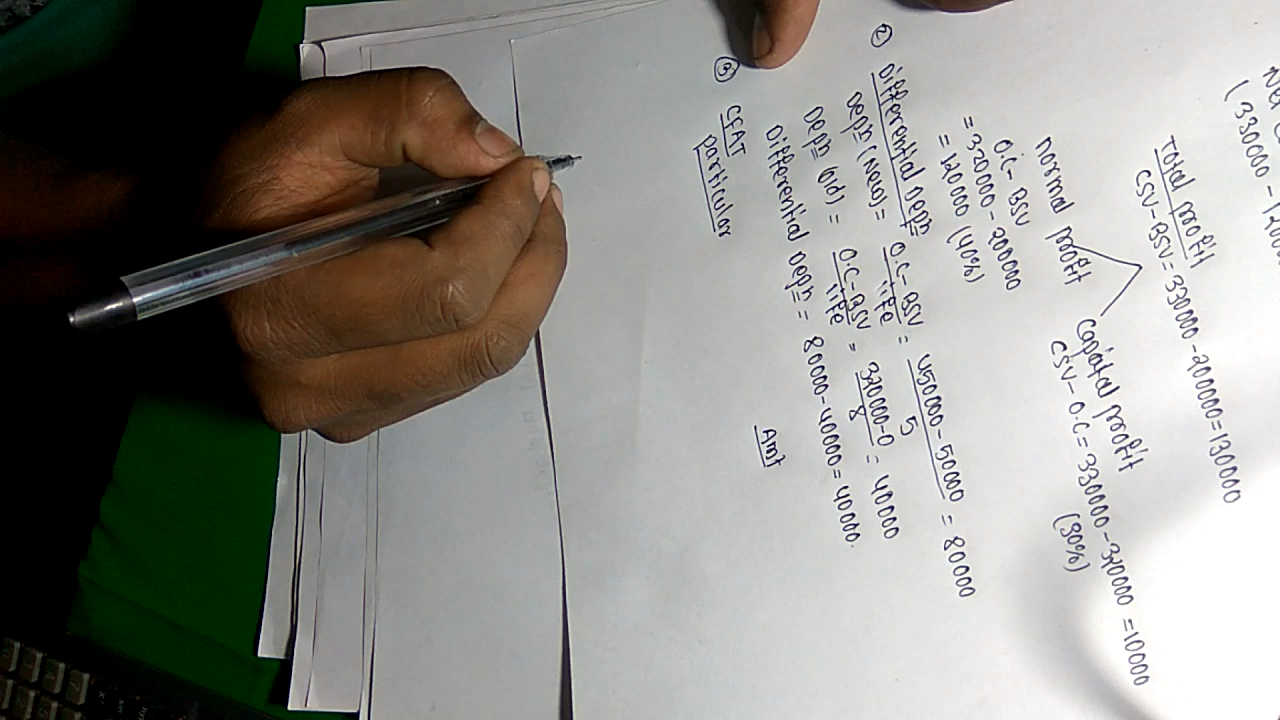 Net C
(330000 - 1200
Total profit
CSV-BSV = 330000 - 200000 = 130000
normal profit
Capital profit
O.C - BSV
= 320000 - 200000
= 120000 (40%)
CSV - O.C = 330000 - 320000 = 10000
(30%)
② Differential Depn
Depn (New) = O.C - BSV / life = 450000 - 50000 / 5 = 80000
Depn (old) = O.C - BSV / life = 320000-0 / 8 = 40000
Differential Depn = 80000 - 40000 = 40000.
③ CFAT
particular Amt